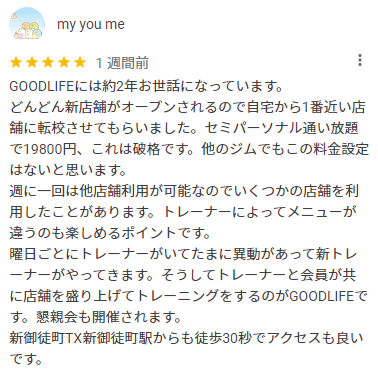 my you me
1 週間前
GOODLIFEには約2年お世話になっています。
どんどん新店舗がオープンされるので自宅から1番近い店
舗に転校させてもらいました。セミパーソナル通い放題
で19800円、これは破格です。他のジムでもこの料金設定
はないと思います。
週に一回は他店舗利用が可能なのでいくつかの店舗を利
用したことがあります。トレーナーによってメニューが
違うのも楽しめるポイントです。
曜日ごとにトレーナーがいてたまに異動があって新トレ
ーナーがやってきます。そうしてトレーナーと会員が共
に店舗を盛り上げてトレーニングをするのがGOODLIFEで
す。懇親会も開催されます。
新御徒町TX新御徒町駅からも徒歩30秒でアクセスも良い
です。